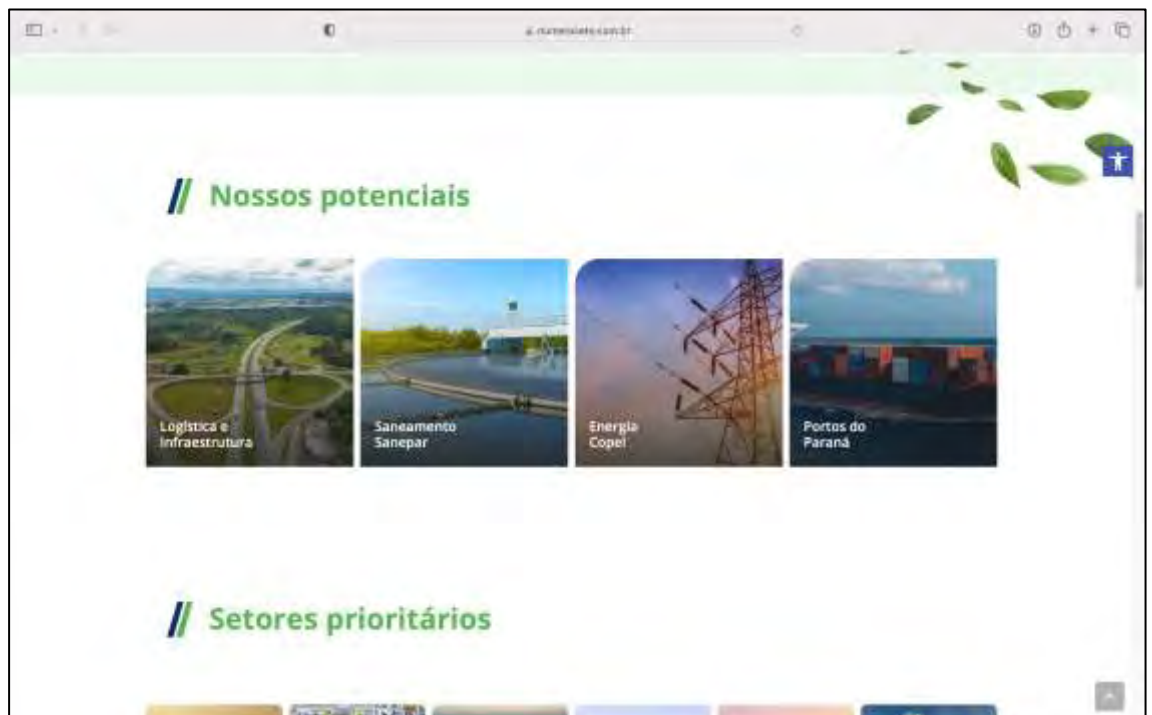 Nossos potenciais
Logística e
Infraestrutura
Saneamento
Sanepar
Energia
Copel
Portos do
Paraná
Setores prioritários